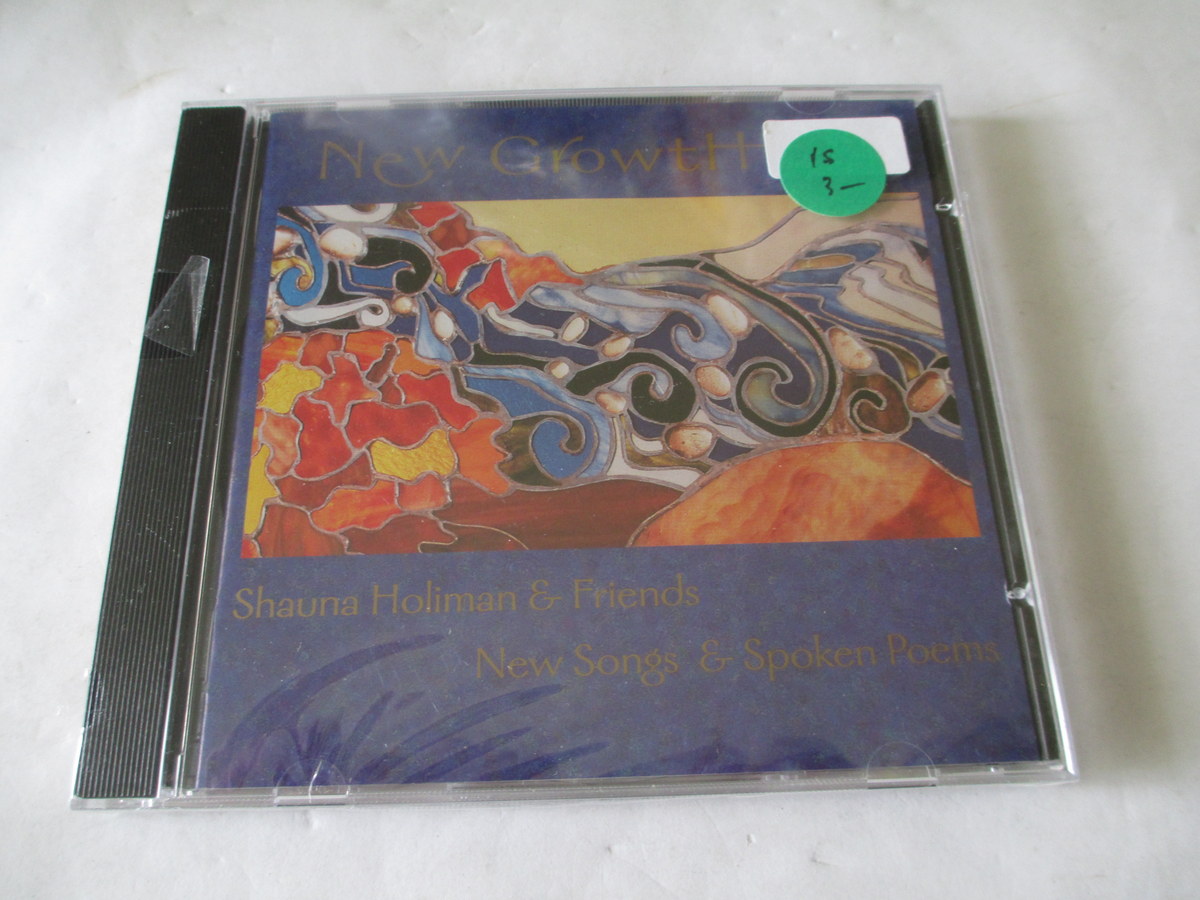 New Growth
15
3—
Shauna Holiman & Friends
New Songs & Spoken Poems